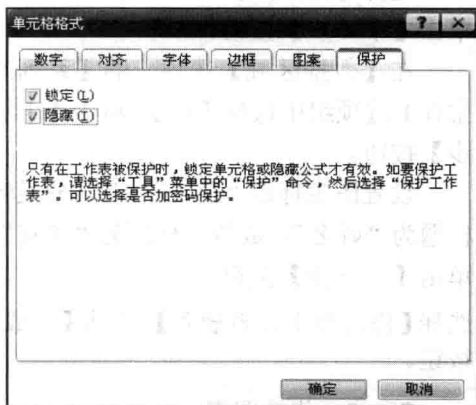 单元格格式
数字 对齐 字体 边框 图案 保护
锁定(L)
隐藏(I)
只有在工作表被保护时，锁定单元格或隐藏公式才有效。如要保护工
作表，请选择“工具”菜单中的“保护”命令，然后选择“保护工作
表”。可以选择是否加密码保护。
确定 取消